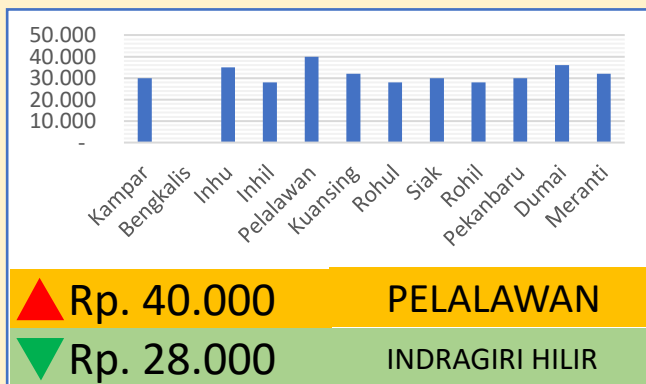 50.000
40.000
30.000
20.000
10.000
-
Kampar
Bengkalis
Inhu
Inhil
Pelalawan
Kuansing
Rohul
Siak
Rohil
Pekanbaru
Dumai
Meranti
Rp. 40.000 PELALAWAN
Rp. 28.000 INDRAGIRI HILIR